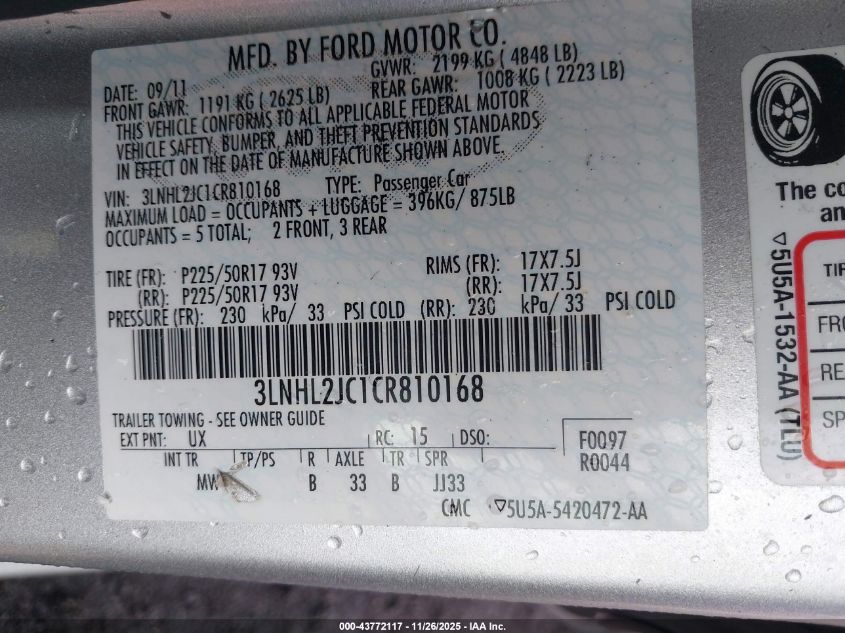 MFD. BY FORD MOTOR CO.
DATE: 09/11 GVWR: 2199 KG ( 4848 LB)
FRONT GAWR: 1191 KG ( 2625 LB) REAR GAWR: 1008 KG ( 2223 LB)
THIS VEHICLE CONFORMS TO ALL APPLICABLE FEDERAL MOTOR
VEHICLE SAFETY, BUMPER, AND THEFT PREVENTION STANDARDS
IN EFFECT ON THE DATE OF MANUFACTURE SHOWN ABOVE.
VIN: 3LNHL2JC1CR810168 TYPE: Passenger Car
MAXIMUM LOAD = OCCUPANTS + LUGGAGE = 396KG/ 875LB
OCCUPANTS = 5 TOTAL; 2 FRONT, 3 REAR
TIRE (FR): P225/50R17 93V RIMS (FR): 17X7.5J
(RR): P225/50R17 93V (RR): 17X7.5J
PRESSURE (FR): 230 kPa/ 33 PSI COLD (RR): 230 kPa/ 33 PSI COLD
3LNHL2JC1CR810168
TRAILER TOWING - SEE OWNER GUIDE
EXT PNT: UX RC: 15 DSO: F0097
INT TR TP/PS R AXLE TR SPR R0044
MW B 33 B JJ33
CMC ▽5U5A-5420472-AA
The co
an
▽5U5A-1532-AA (TLU)
TIR
FRO
RE
SP
000-43772117 - 11/26/2025 - IAA Inc.